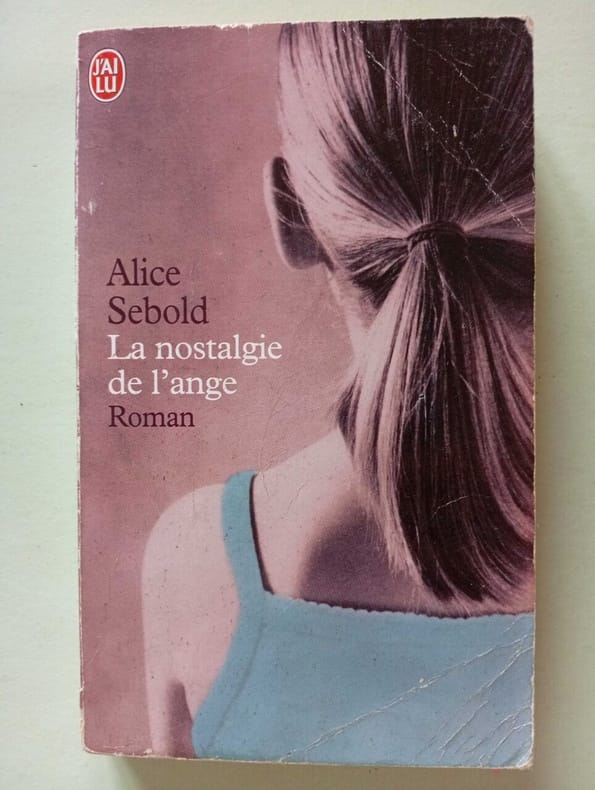 J'AI
LU
Alice
Sebold
La nostalgie
de l'ange
Roman